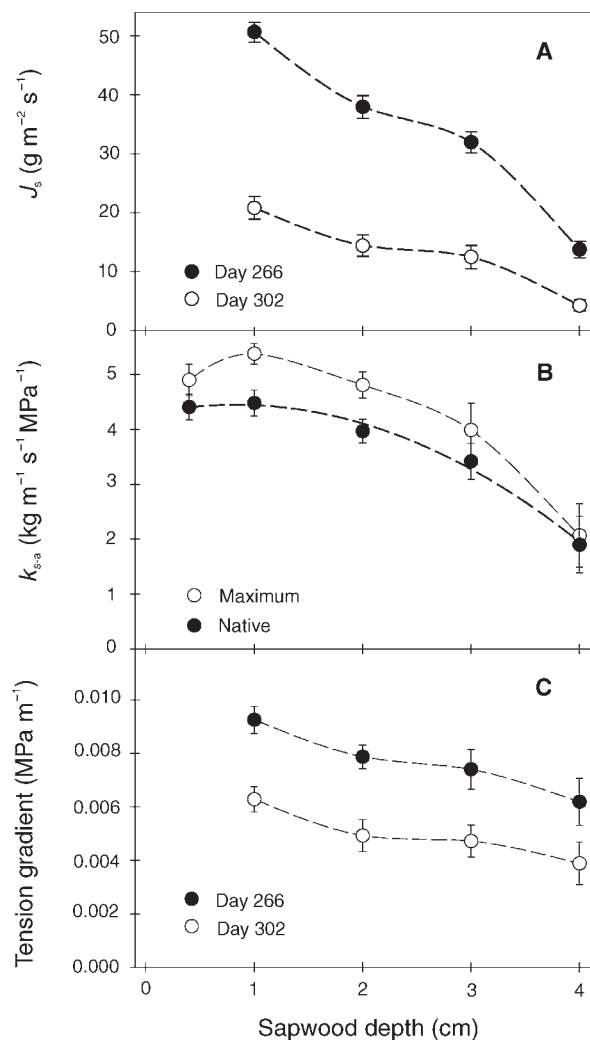 A
J_s (g m⁻² s⁻¹)
50
40
30
20
10
0
Day 266
Day 302
B
k_s-a (kg m⁻¹ s⁻¹ MPa⁻¹)
5
4
3
2
1
0
Maximum
Native
C
Tension gradient (MPa m⁻¹)
0.010
0.008
0.006
0.004
0.002
0.000
Day 266
Day 302
0 1 2 3 4
Sapwood depth (cm)